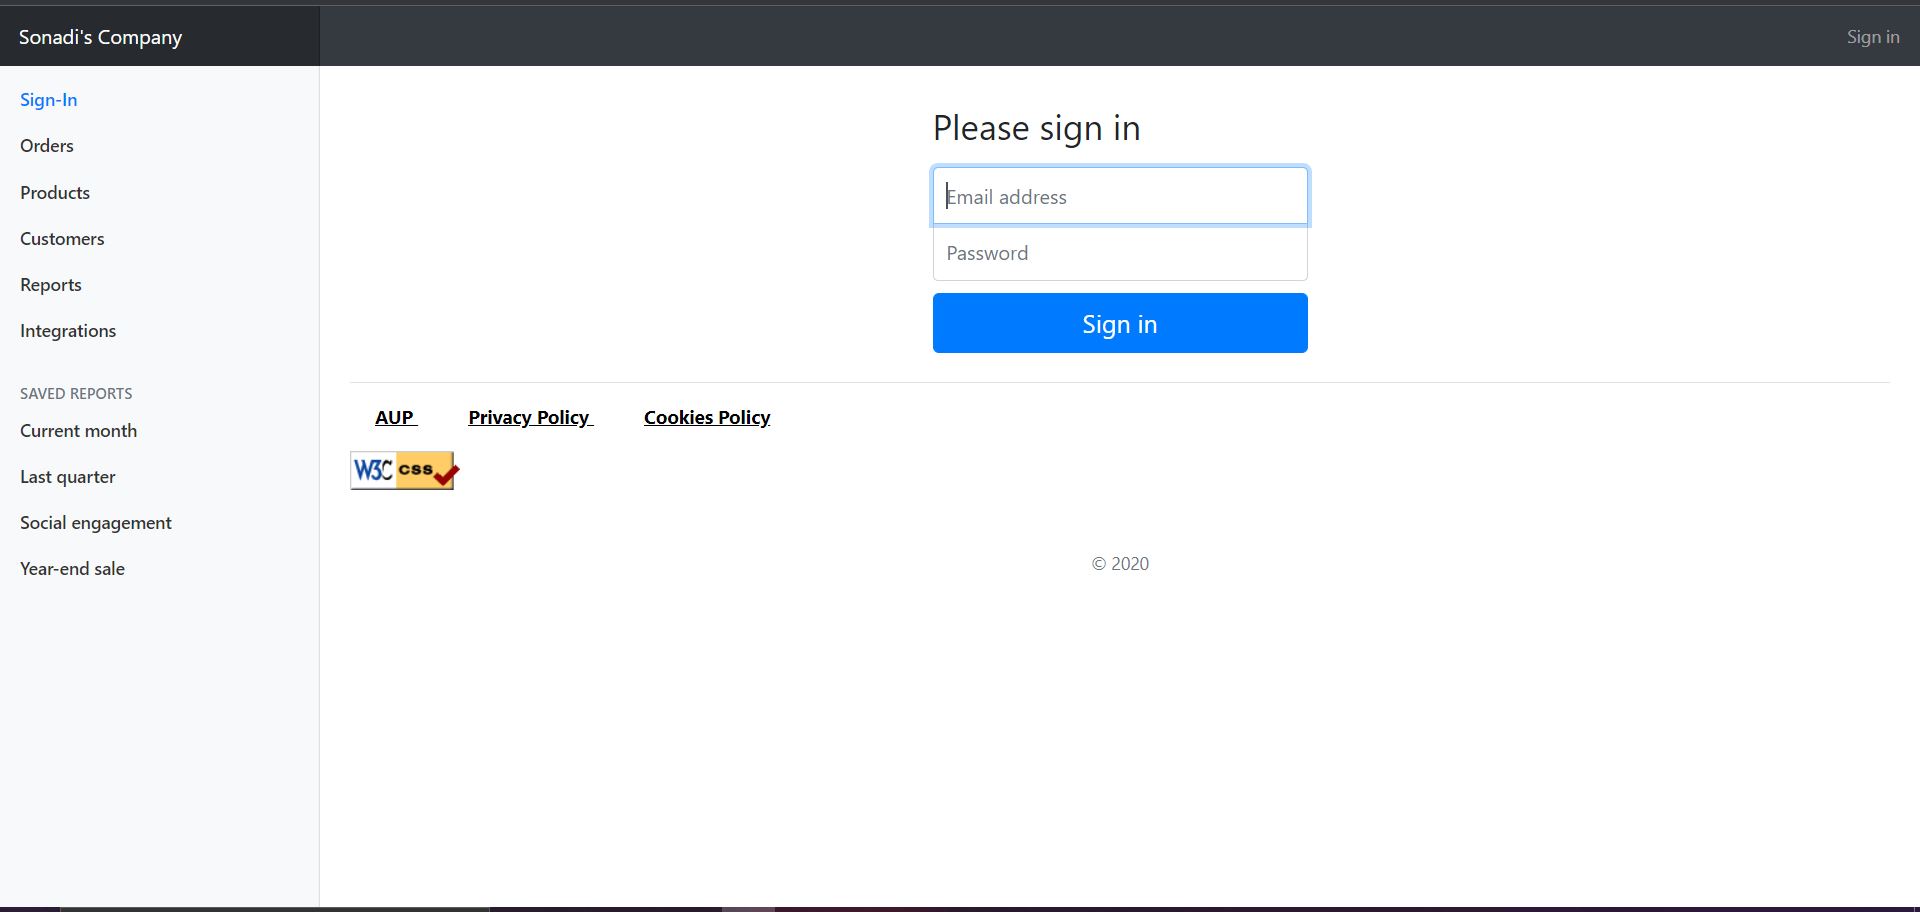 Sonadi's Company
Sign in
Sign-In
Orders
Products
Customers
Reports
Integrations
SAVED REPORTS
Current month
Last quarter
Social engagement
Year-end sale
Please sign in
Email address
Password
Sign in
AUP Privacy Policy Cookies Policy
W3C css
© 2020